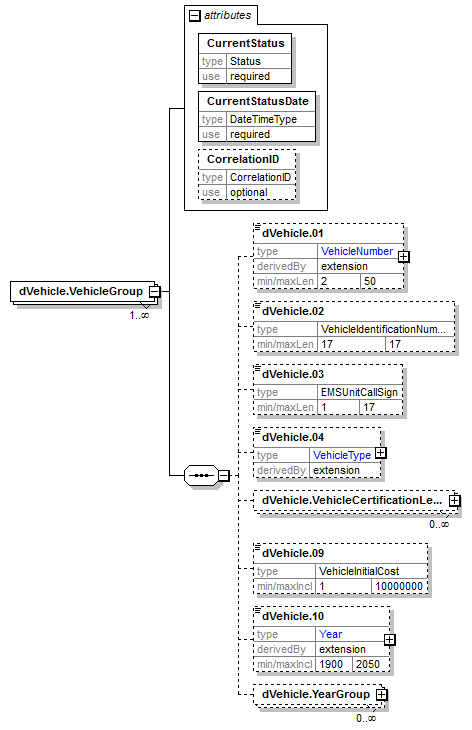 attributes
CurrentStatus
type Status
use required
CurrentStatusDate
type DateTimeType
use required
CorrelationID
type CorrelationID
use optional
dVehicle.VehicleGroup
1..∞
dVehicle.01
type VehicleNumber
derivedBy extension
min/maxLen 2 50
dVehicle.02
type VehicleIdentificationNum...
min/maxLen 17 17
dVehicle.03
type EMSUnitCallSign
min/maxLen 1 17
dVehicle.04
type VehicleType
derivedBy extension
dVehicle.VehicleCertificationLe...
0..∞
dVehicle.09
type VehicleInitialCost
min/maxIncl 1 10000000
dVehicle.10
type Year
derivedBy extension
min/maxIncl 1900 2050
dVehicle.YearGroup
0..∞